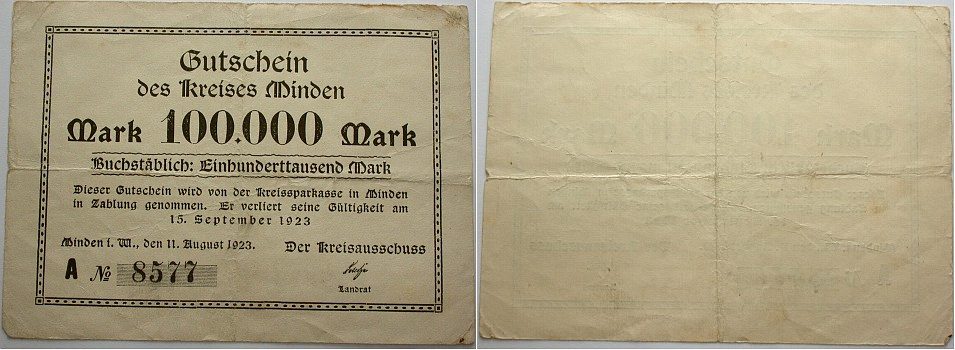 Gutschein
des Kreises Minden
Mark 100.000 Mark
Buchstäblich: Einhunderttausend Mark
Dieser Gutschein wird von der Kreissparkasse in Minden
in Zahlung genommen. Er verliert seine Gültigkeit am
15. September 1923
Minden i. W., den 11. August 1923. Der Kreisausschuss
A № 8577
Landrat